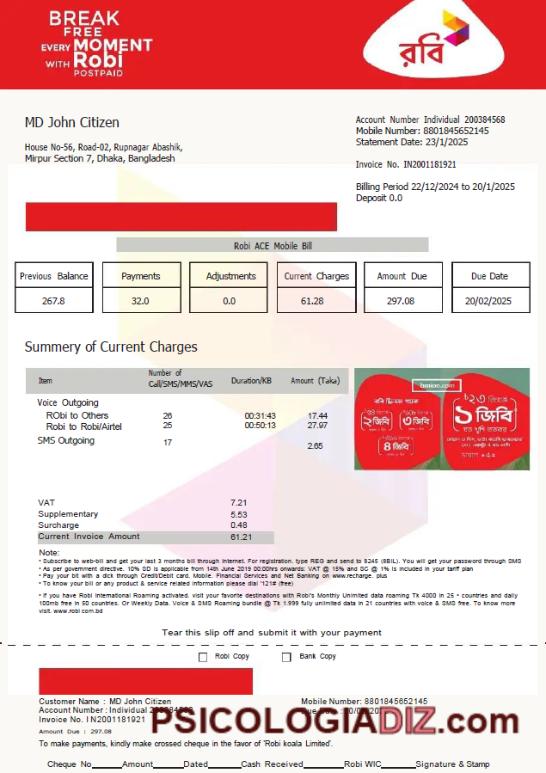 BREAK
FREE
EVERY MOMENT
WITH Robi
POSTPAID
রবি
MD John Citizen
House No-56, Road-02, Rupnagar Abashik,
Mirpur Section 7, Dhaka, Bangladesh
Account Number Individual 200384568
Mobile Number: 8801845652145
Statement Date: 23/1/2025
Invoice No. IN2001181921
Billing Period 22/12/2024 to 20/1/2025
Deposit 0.0
Robi ACE Mobile Bill
Previous Balance Payments Adjustments Current Charges Amount Due Due Date
267.8 32.0 0.0 61.28 297.08 20/02/2025
Summery of Current Charges
Item Number of Call/SMS/MMS/VAS Duration/KB Amount (Taka)
Voice Outgoing
RObi to Others 26 00:31:43 17.44
Robi to Robi/Airtel 25 00:50:13 27.97
SMS Outgoing 17 2.65
২ জিবি ৩ জিবি
৪ জিবি
৳২৩
১ জিবি
VAT 7.21
Supplementary 5.53
Surcharge 0.48
Current Invoice Amount 61.21
Note:
• Subscribe to web-bill and get your last 3 months bill through Internet. For registration, type REG and send to 8245 (BBIL). You will get your password through SMS
• As per government directive, 10% SD is applicable from 14th June 2019 00:00hrs onwards: VAT @ 15% and SC @ 1% is included in your tariff plan
• Pay your bit with a dick through Credit/Debit card, Mobile, Financial Services and Net Banking on www.recharge. plus
• To know your bill or any product & service related information please dial *121# (free)
• If you have Robi International Roaming activated, visit your favorite destinations with Robi's Monthly Unlimited data roaming Tk 4000 in 25 • countries and daily
100mb free in 50 countries. Or Weekly Data, Voice & SMS Roaming bundle @ Tk 1,999 fully unlimited data in 21 countries with voice & SMS free. To know more
visit. www.robi.com.bd
Tear this slip off and submit it with your payment
Robi Copy Bank Copy
Customer Name : MD John Citizen Mobile Number: 8801845652145
Account Number : Individual 200384568
Invoice No. IN2001181921
PSICOLOGIADIZ.com
Amount Due : 297.08
To make payments, kindly make crossed cheque in the favor of 'Robi koala Limited'.
Cheque No______Amount______Dated______Cash Received______Robi WIC______Signature & Stamp